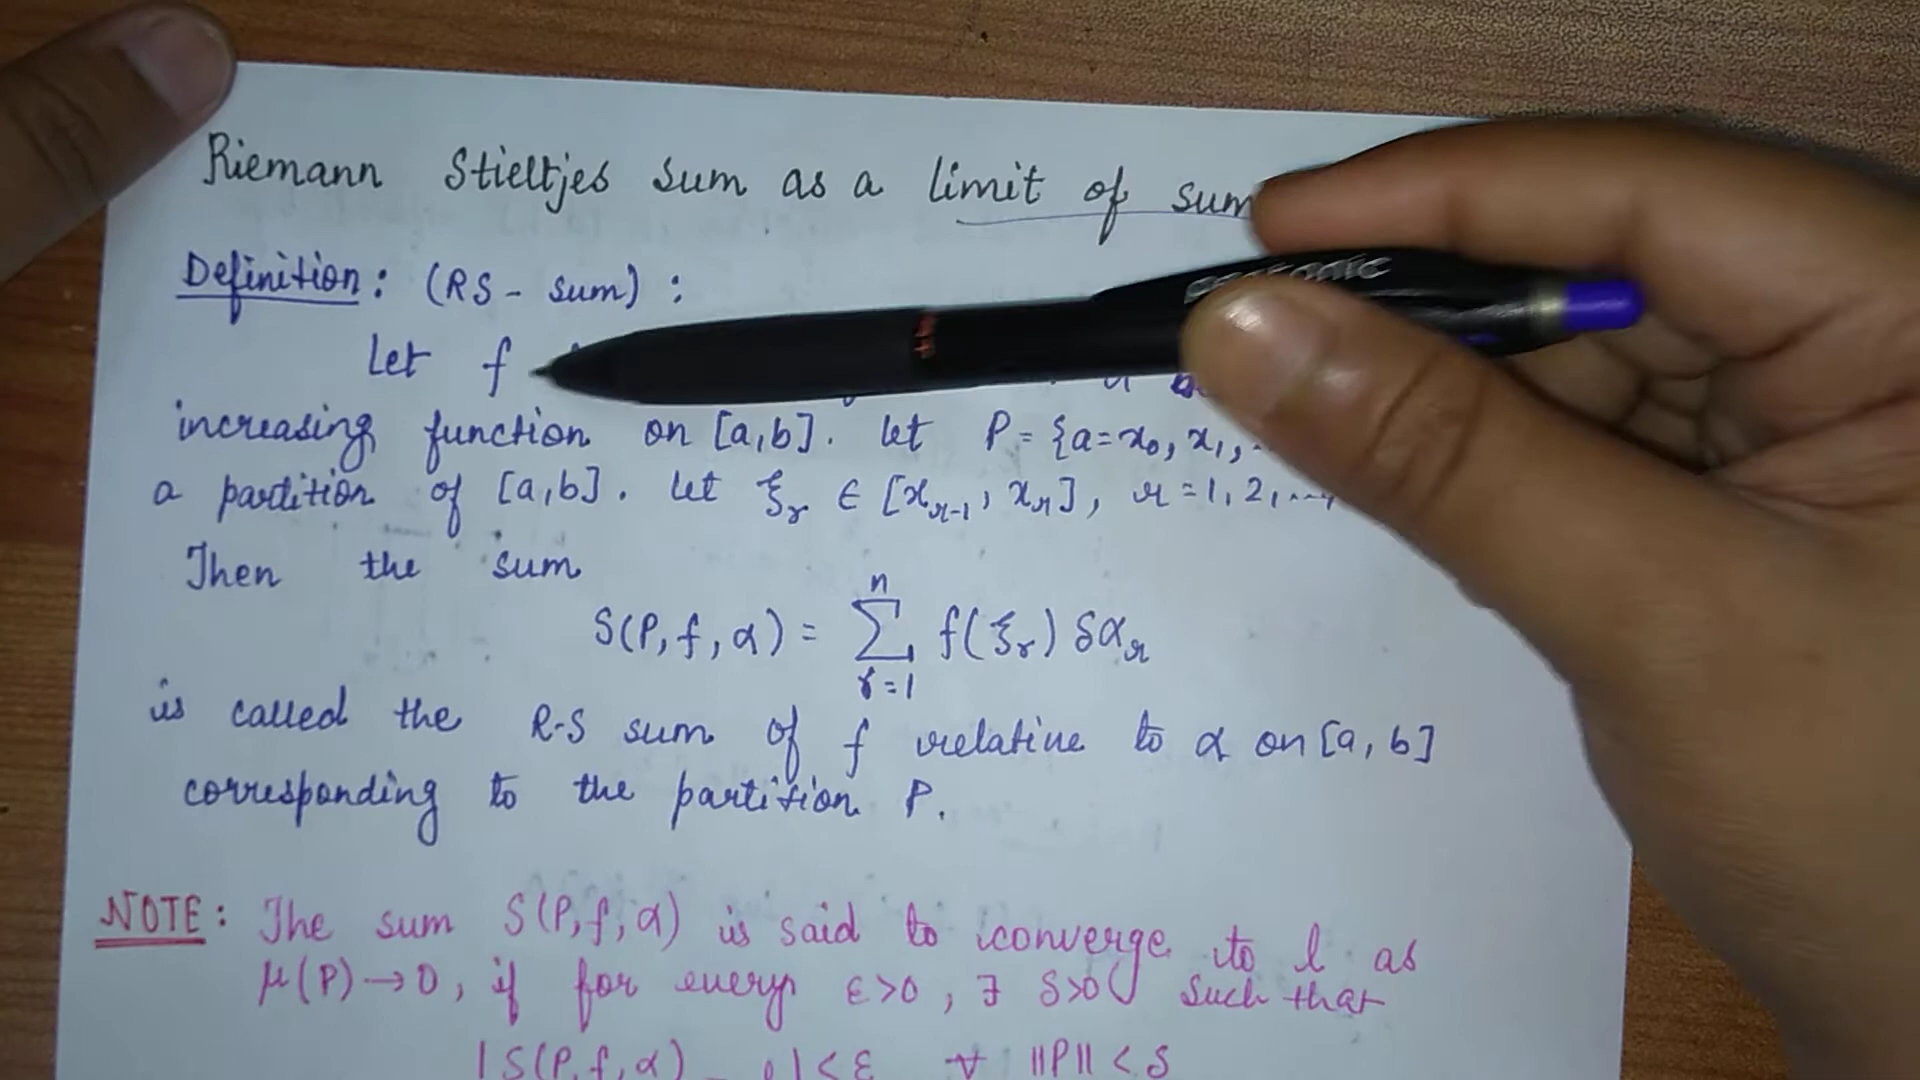 Riemann Stieltjes sum as a limit of sum
Definition: (RS - sum) :
Let f
increasing function on [a,b]. Let P = {a=x₀, x₁,
a partition of [a,b]. Let ξᵣ ∈ [xᵣ₋₁, xᵣ], r = 1, 2, ...,
Then the sum
S(P, f, α) = ∑ₙᵣ₌₁ f(ξᵣ) δαᵣ
is called the R-S sum of f relative to α on [a, b]
corresponding to the partition P.
NOTE: The sum S(P, f, α) is said to converge to l as
μ(P) → 0, if for every ε>0, ∃ δ>0 such that
|S(P, f, α) - l| < ε ∀ ||P|| < δ